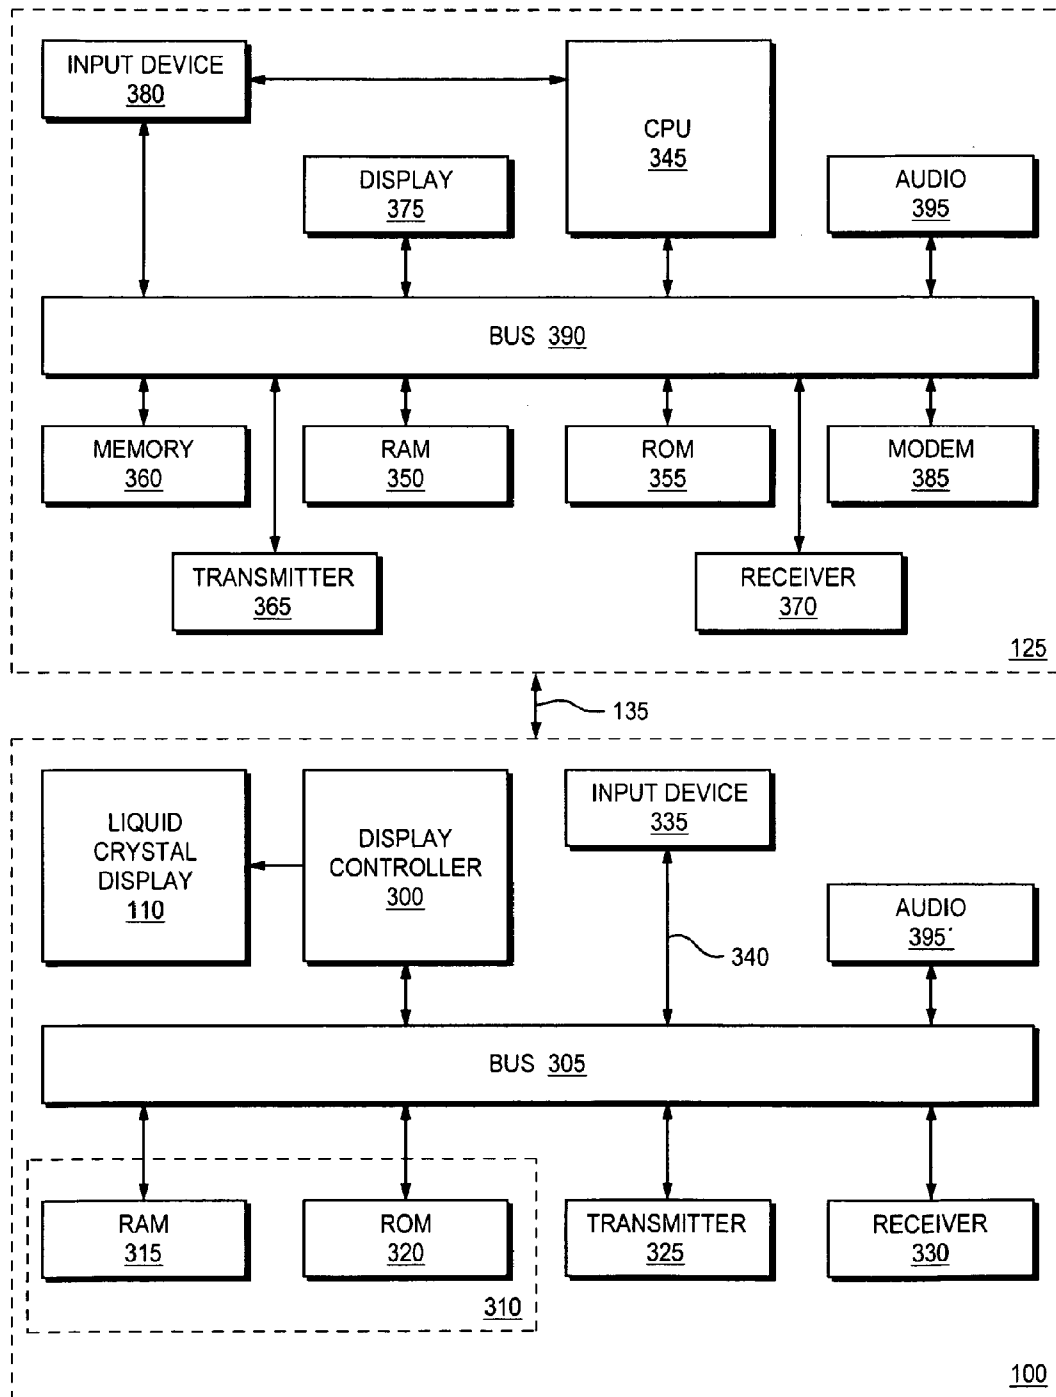 INPUT DEVICE
380
CPU
345
DISPLAY
375
AUDIO
395
BUS 390
MEMORY
360
RAM
350
ROM
355
MODEM
385
TRANSMITTER
365
RECEIVER
370
125
135
LIQUID
CRYSTAL
DISPLAY
110
DISPLAY
CONTROLLER
300
INPUT DEVICE
335
AUDIO
395'
340
BUS 305
RAM
315
ROM
320
TRANSMITTER
325
RECEIVER
330
310
100